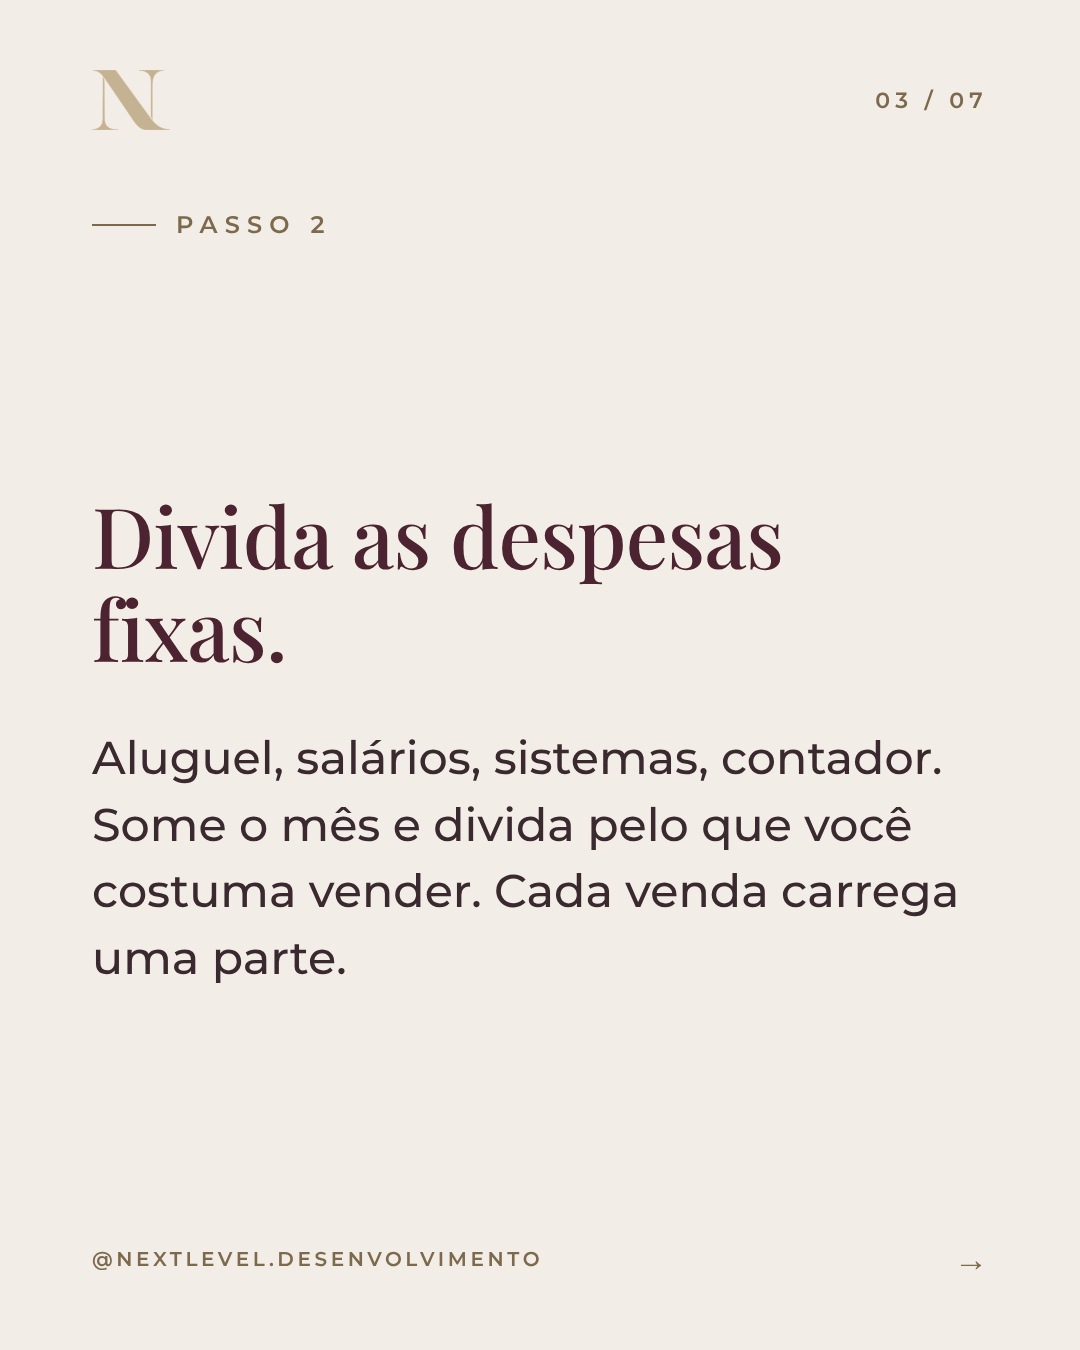 N
03 / 07
PASSO 2
Divida as despesas
fixas.
Aluguel, salários, sistemas, contador.
Some o mês e divida pelo que você
costuma vender. Cada venda carrega
uma parte.
@NEXTLEVEL.DESENVOLVIMENTO
→